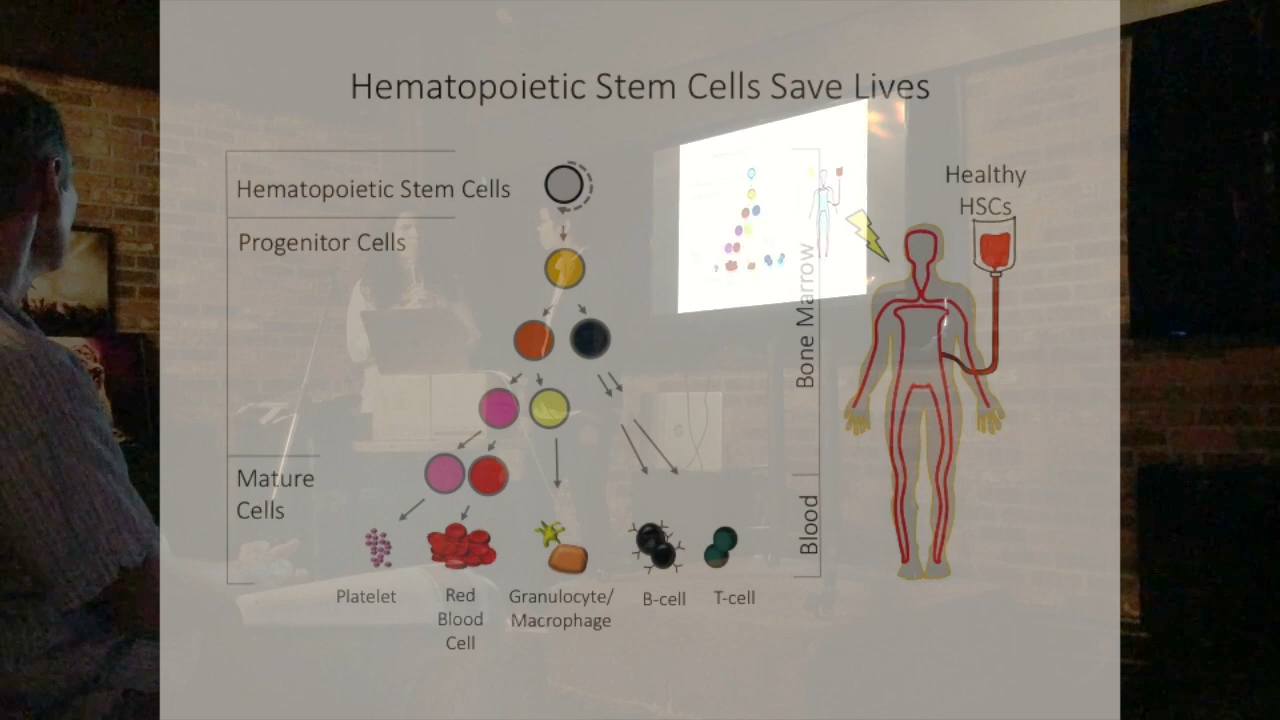 Hematopoietic Stem Cells Save Lives
Hematopoietic Stem Cells
Progenitor Cells
Mature
Cells
Bone Marrow
Blood
Healthy
HSCs
Platelet
Red
Blood
Cell
Granulocyte/
Macrophage
B-cell
T-cell